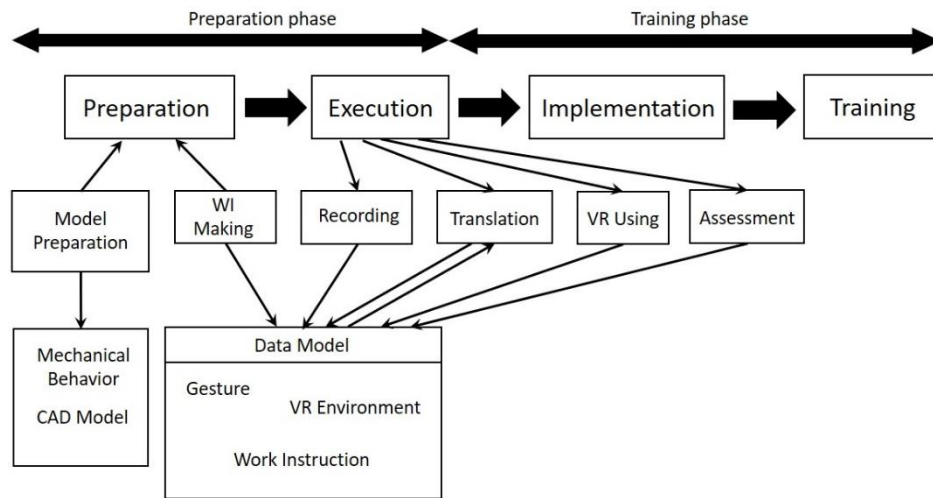 Preparation phase
Training phase
Preparation
Execution
Implementation
Training
Model
Preparation
WI
Making
Recording
Translation
VR Using
Assessment
Mechanical
Behavior
CAD Model
Data Model
Gesture
VR Environment
Work Instruction